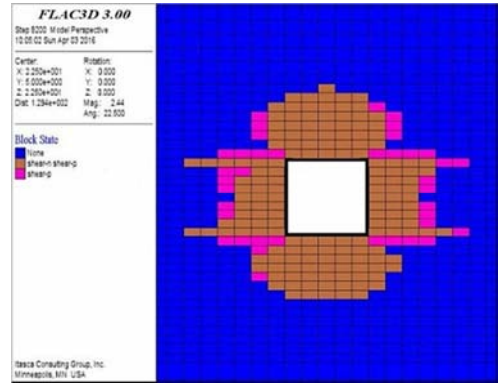 FLAC3D 3.00
Step 8200 Model Perspective
10:05:02 Sun Apr 03 2016
Center: Rotation:
X: 2.250e+001 X: 0.000
Y: 5.000e+000 Y: 0.000
Z: 2.250e+001 Z: 0.000
Dist: 1.284e+002 Mag.: 2.44
Ang.: 22.500
Block State
None
shear-n shear-p
shear-p
Itasca Consulting Group, Inc.
Minneapolis, MN USA